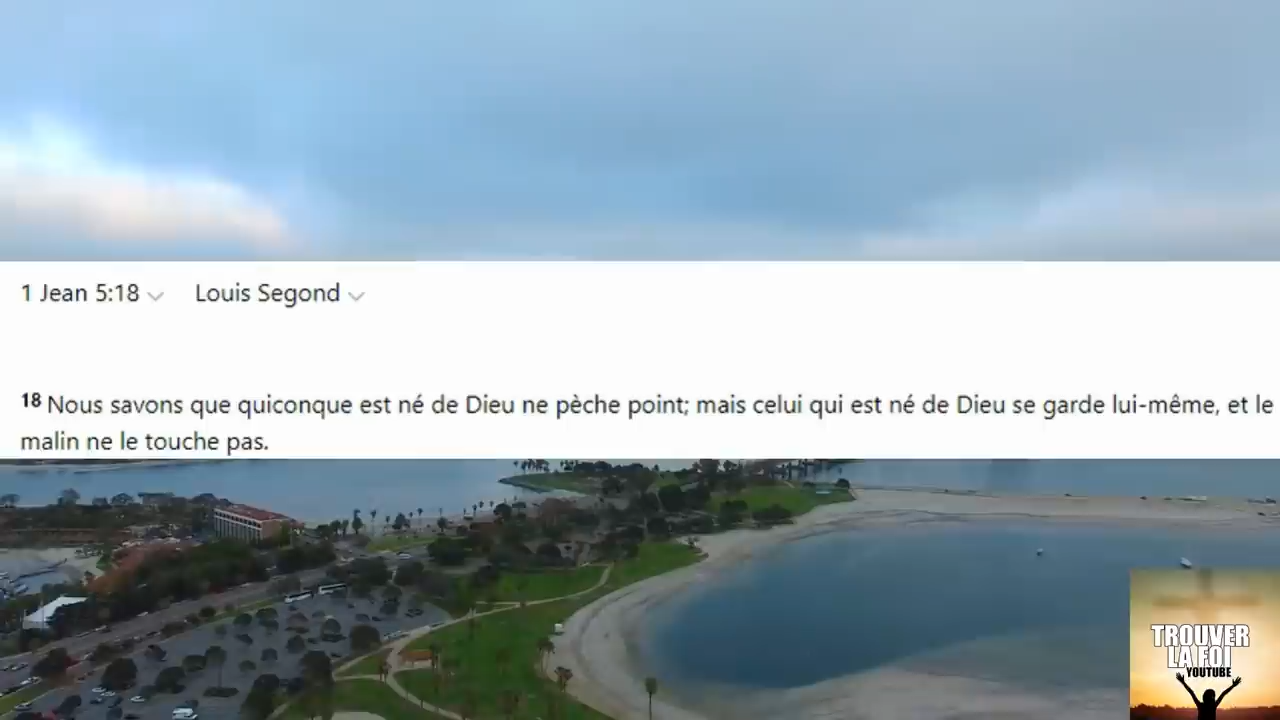 1 Jean 5:18 Louis Segond
18 Nous savons que quiconque est né de Dieu ne pèche point; mais celui qui est né de Dieu se garde lui-même, et le
malin ne le touche pas.
TROUVER
LA FOI
YOUTUBE